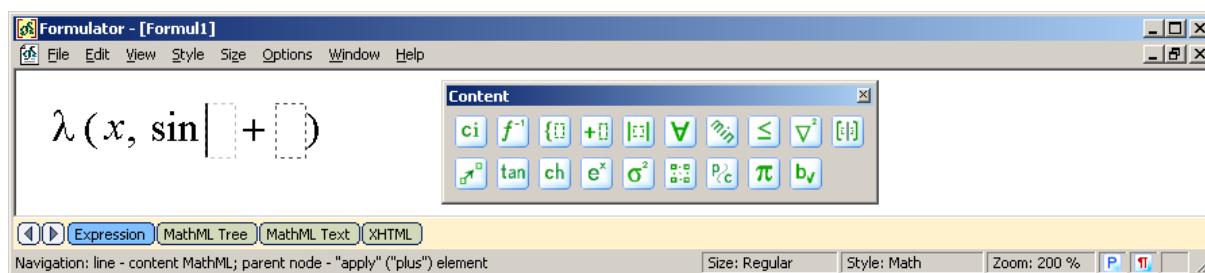 Formulator - [Formul1]
File Edit View Style Size Options Window Help
λ ( x, sin + )
Content
ci f⁻¹ { + | | ∀ ≤ ∇² [ ]
tan ch eˣ σ² P/C π b
Expression MathML Tree MathML Text XHTML
Navigation: line - content MathML; parent node - "apply" ("plus") element Size: Regular Style: Math Zoom: 200 % P ¶